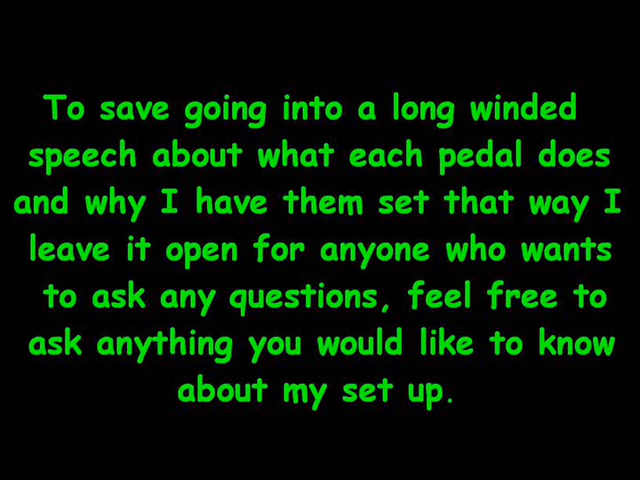 To save going into a long winded
speech about what each pedal does
and why I have them set that way I
leave it open for anyone who wants
to ask any questions, feel free to
ask anything you would like to know
about my set up.